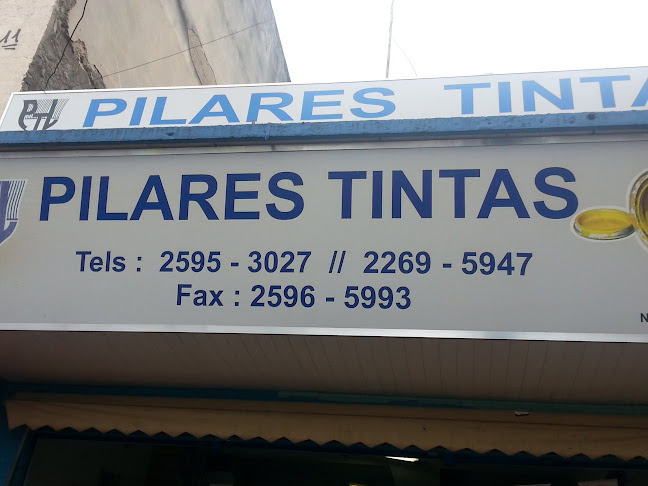 PILARES TINTA
PILARES TINTAS
Tels : 2595 - 3027 // 2269 - 5947
Fax : 2596 - 5993
N